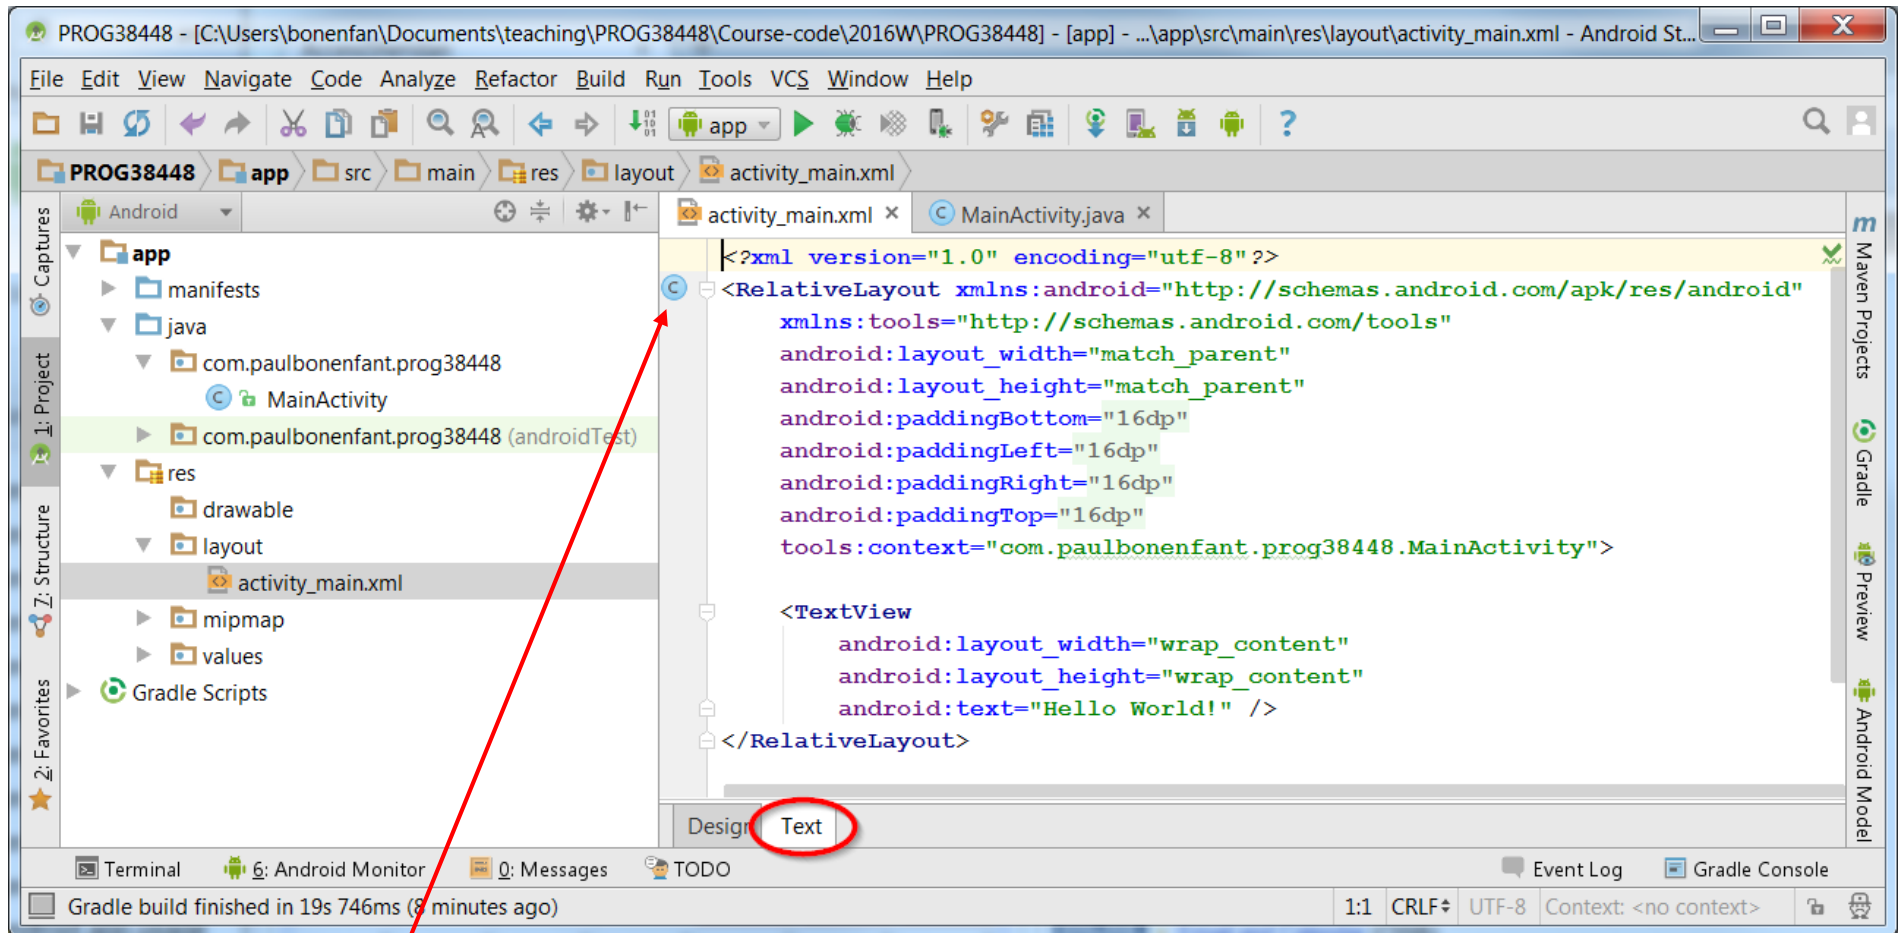 PROG38448 - [C:\Users\bonenfan\Documents\teaching\PROG38448\Course-code\2016W\PROG38448] - [app] - ...\app\src\main\res\layout\activity_main.xml - Android St...
File Edit View Navigate Code Analyze Refactor Build Run Tools VCS Window Help
app
PROG38448 app src main res layout activity_main.xml
Captures
1: Project
7: Structure
2: Favorites
Android
app
manifests
java
com.paulbonenfant.prog38448
MainActivity
com.paulbonenfant.prog38448 (androidTest)
res
drawable
layout
activity_main.xml
mipmap
values
Gradle Scripts
activity_main.xml MainActivity.java
<?xml version="1.0" encoding="utf-8"?>
<RelativeLayout xmlns:android="http://schemas.android.com/apk/res/android"
xmlns:tools="http://schemas.android.com/tools"
android:layout_width="match_parent"
android:layout_height="match_parent"
android:paddingBottom="16dp"
android:paddingLeft="16dp"
android:paddingRight="16dp"
android:paddingTop="16dp"
tools:context="com.paulbonenfant.prog38448.MainActivity">
<TextView
android:layout_width="wrap_content"
android:layout_height="wrap_content"
android:text="Hello World!" />
</RelativeLayout>
Design Text
Maven Projects
Gradle
Preview
Android Model
Terminal 6: Android Monitor 0: Messages TODO Event Log Gradle Console
Gradle build finished in 19s 746ms (8 minutes ago) 1:1 CRLF UTF-8 Context: <no context>